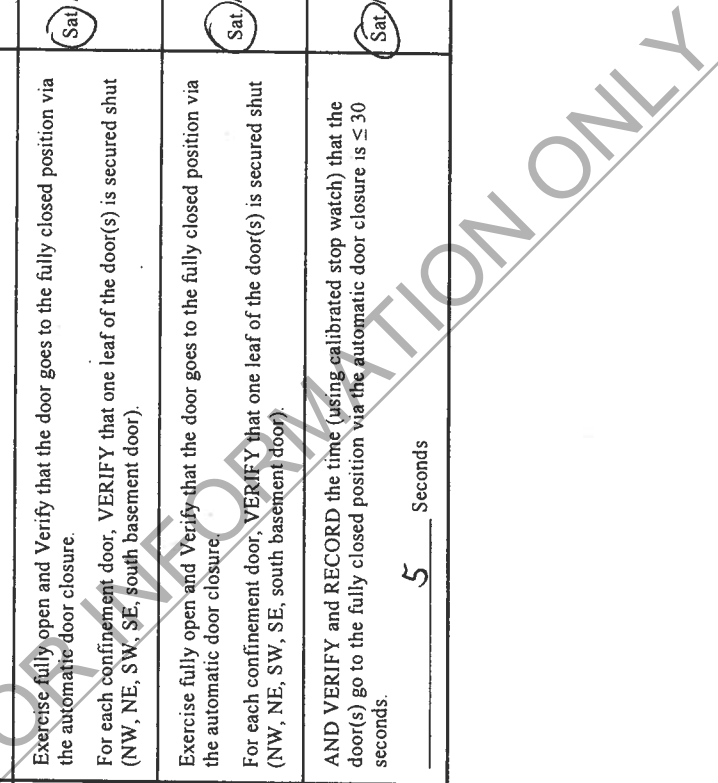 Exercise fully open and Verify that the door goes to the fully closed position via
the automatic door closure.
For each confinement door, VERIFY that one leaf of the door(s) is secured shut
(NW, NE, SW, SE, south basement door).
Sat.
Exercise fully open and Verify that the door goes to the fully closed position via
the automatic door closure.
For each confinement door, VERIFY that one leaf of the door(s) is secured shut
(NW, NE, SW, SE, south basement door).
Sat.
AND VERIFY and RECORD the time (using calibrated stop watch) that the
door(s) go to the fully closed position via the automatic door closure is ≤ 30
seconds.
5 Seconds
Sat.
OR INFORMATION ONLY